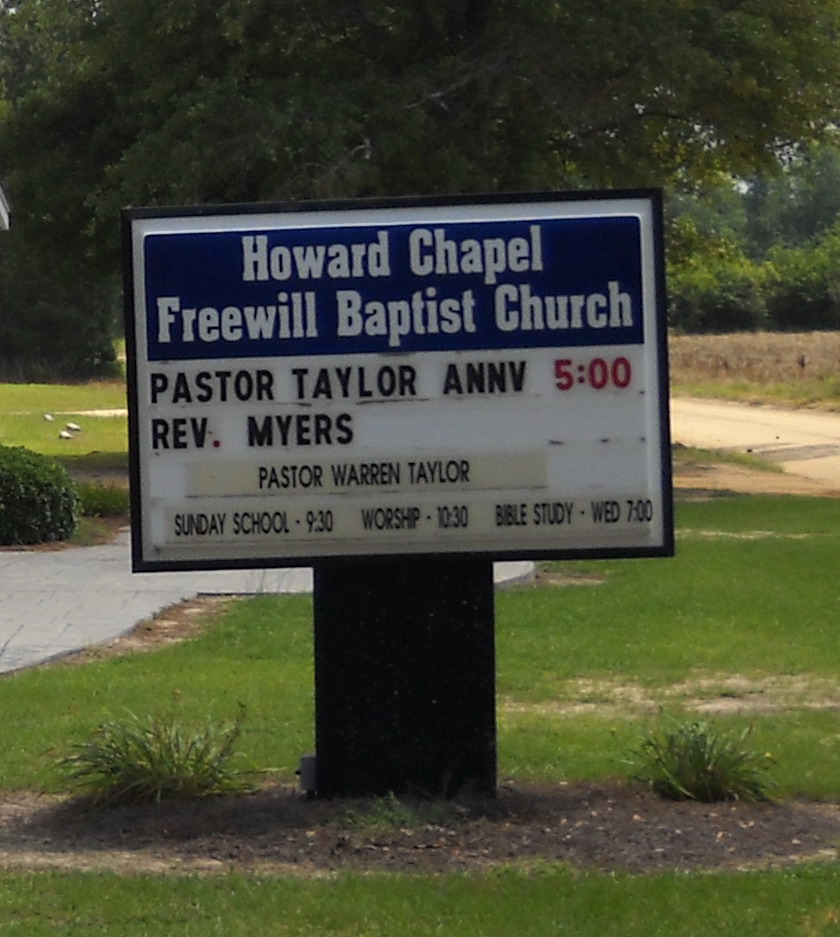 Howard Chapel
Freewill Baptist Church
PASTOR TAYLOR ANNV 5:00
REV. MYERS
PASTOR WARREN TAYLOR
SUNDAY SCHOOL - 9:30 WORSHIP - 10:30 BIBLE STUDY - WED 7:00